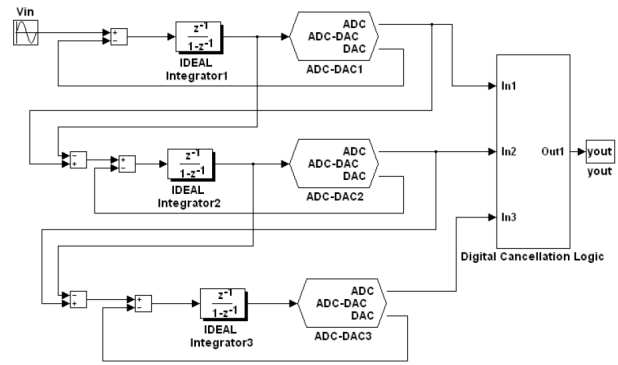 Vin
+
−
z-1
1-z-1
IDEAL
Integrator1
ADC
ADC-DAC
DAC
ADC-DAC1
In1
In2
In3
Out1
yout
yout
Digital Cancellation Logic
−
+
+
−
z-1
1-z-1
IDEAL
Integrator2
ADC
ADC-DAC
DAC
ADC-DAC2
−
+
+
−
z-1
1-z-1
IDEAL
Integrator3
ADC
ADC-DAC
DAC
ADC-DAC3